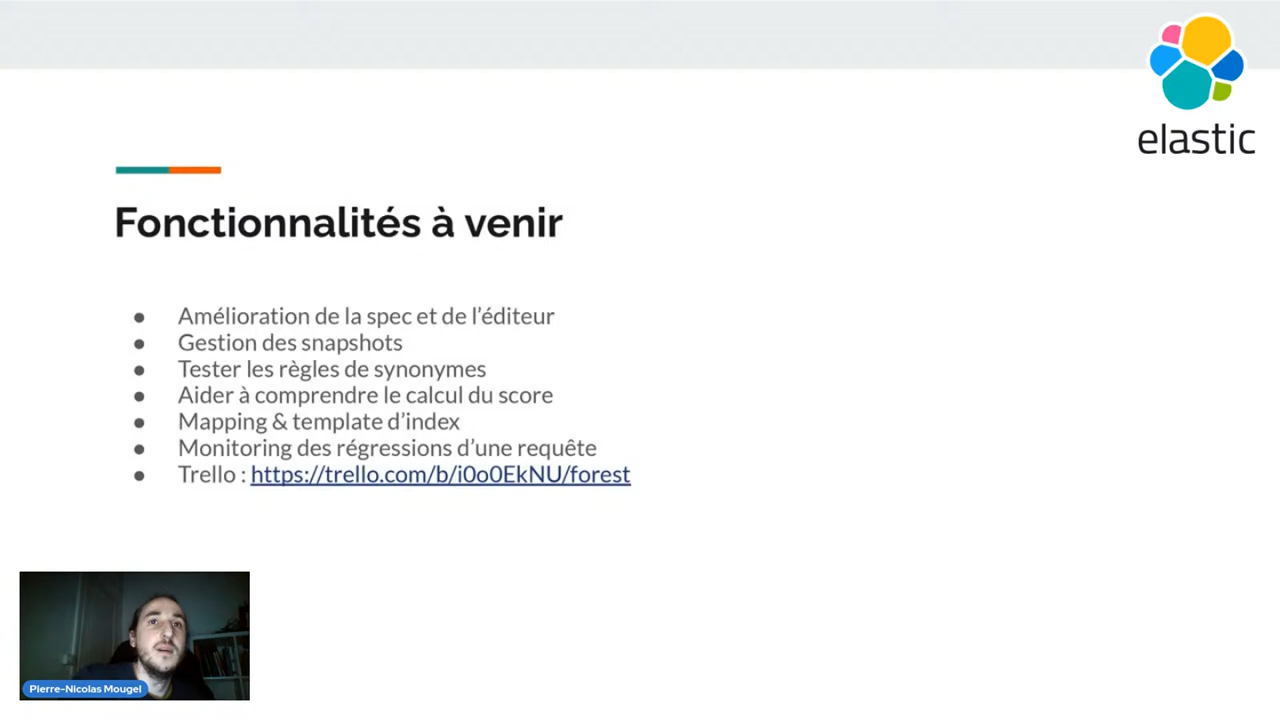 elastic
Fonctionnalités à venir
● Amélioration de la spec et de l'éditeur
● Gestion des snapshots
● Tester les règles de synonymes
● Aider à comprendre le calcul du score
● Mapping & template d'index
● Monitoring des régressions d'une requête
● Trello : https://trello.com/b/i0o0EkNU/forest
Pierre-Nicolas Mougel